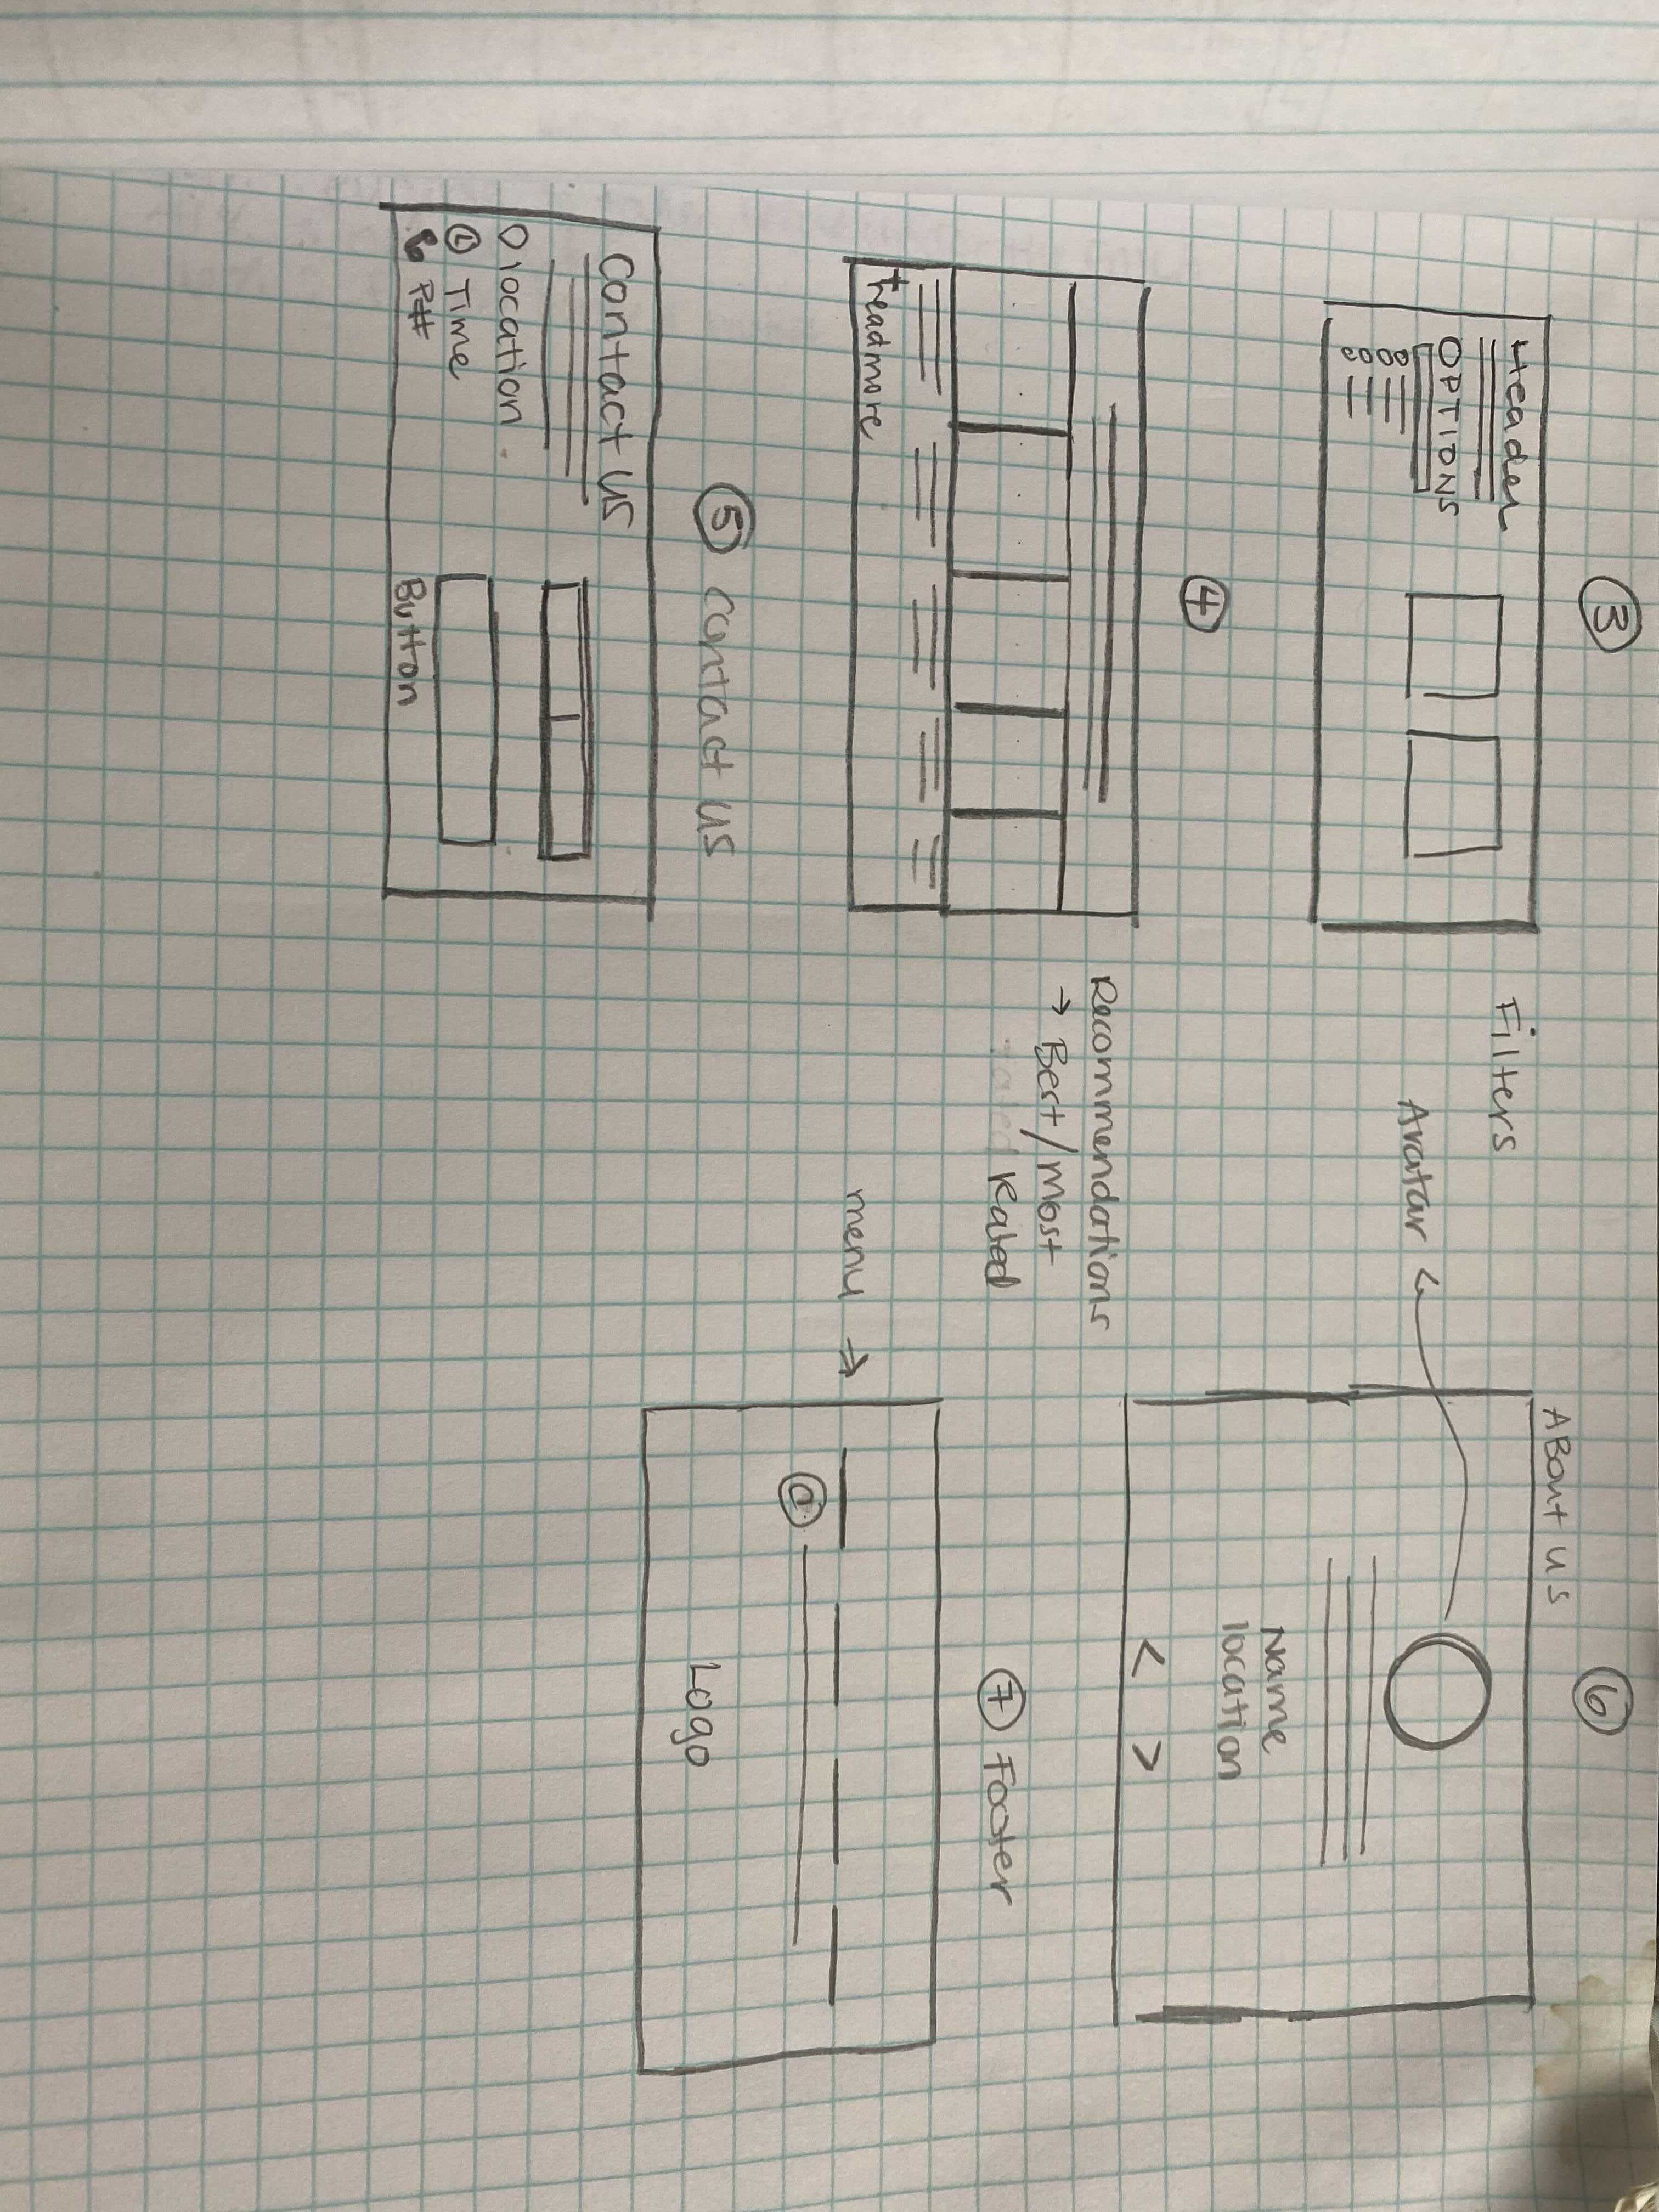 3
Header
OPTIONS
Filters
4
Recommendations
→ Best/Most
Rated
+readmore
5 contact us
Contact us
location
Time
P#
Button
6
ABout us
Avatar
Name
location
< >
7 Footer
menu →
@
Logo